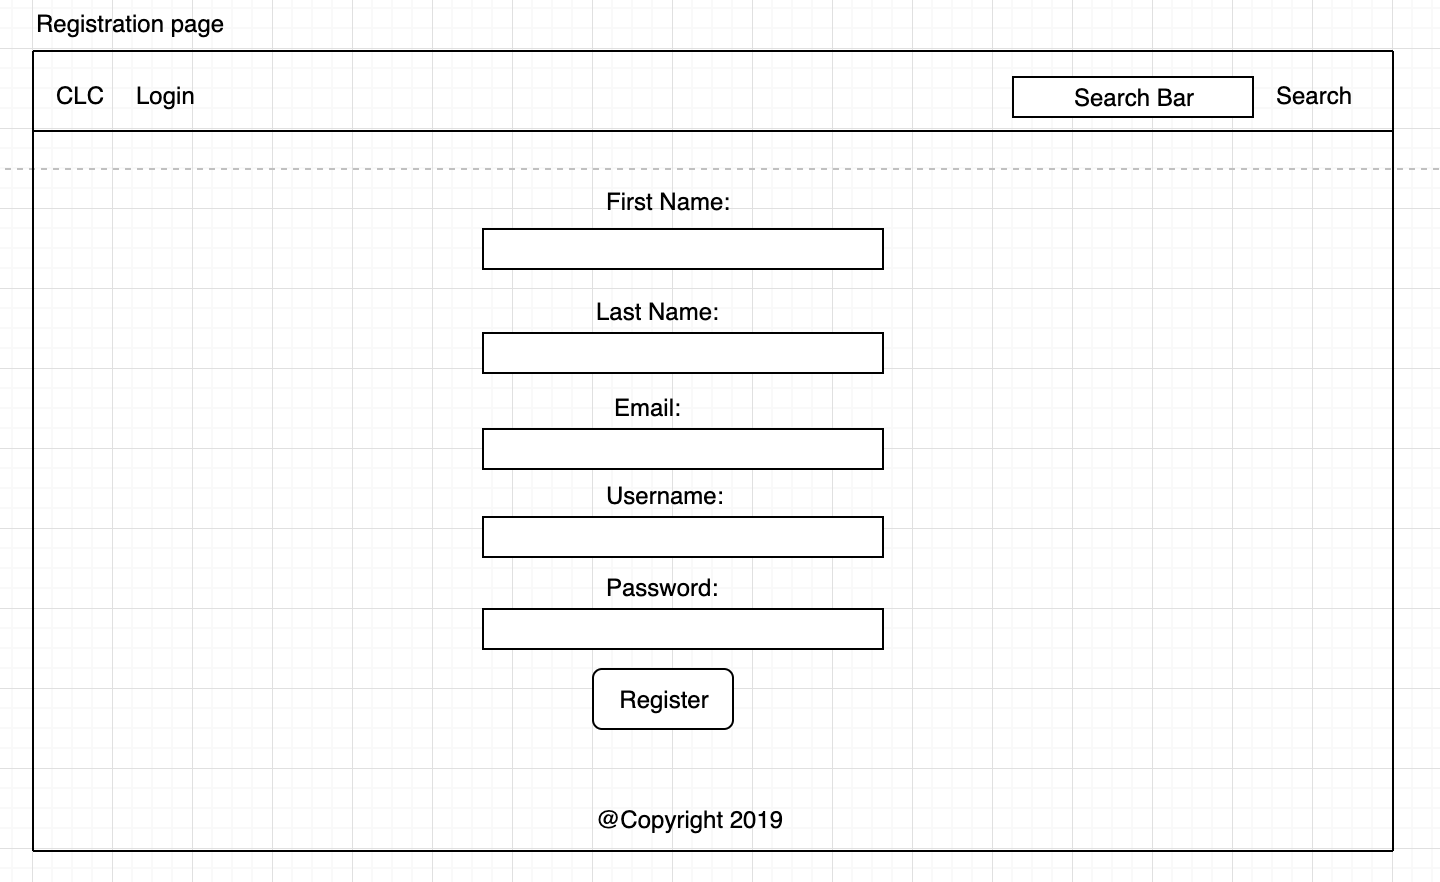 Registration page
CLC Login Search Bar Search
First Name:
Last Name:
Email:
Username:
Password:
Register
@Copyright 2019